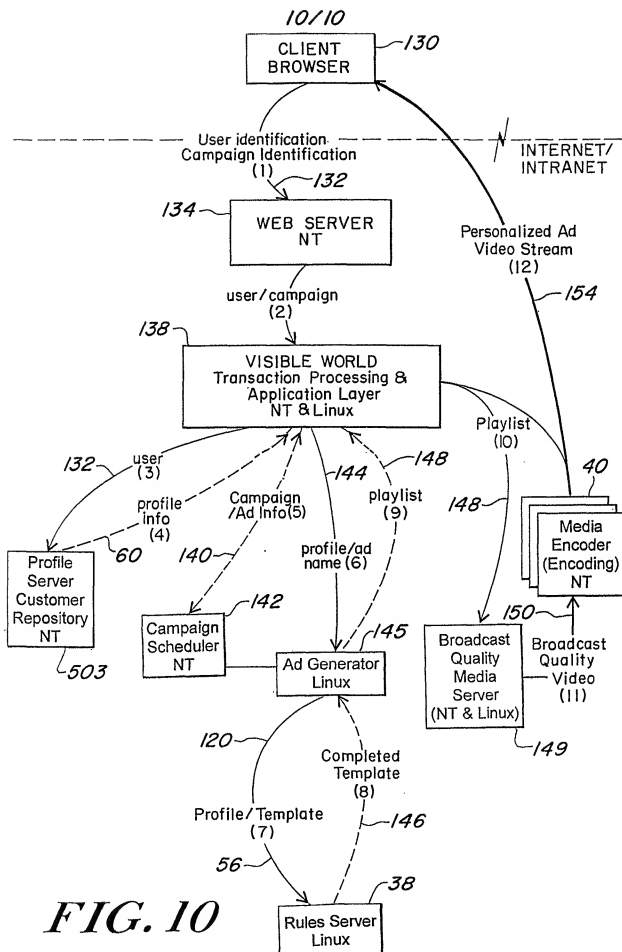 10/10
CLIENT
BROWSER
130
User identification
Campaign Identification
(1)
132
INTERNET/
INTRANET
134
WEB SERVER
NT
Personalized Ad
Video Stream
(12)
154
user/campaign
(2)
138
VISIBLE WORLD
Transaction Processing &
Application Layer
NT & Linux
132
user
(3)
profile
info
(4)
60
Campaign
/Ad Info(5)
140
144
profile/ad
name (6)
148
playlist
(9)
Playlist
(10)
148
40
Media
Encoder
(Encoding)
NT
150
Profile
Server
Customer
Repository
NT
503
142
Campaign
Scheduler
NT
145
Ad Generator
Linux
Broadcast
Quality
Media
Server
(NT & Linux)
149
Broadcast
Quality
Video
(11)
120
Completed
Template
(8)
146
Profile/Template
(7)
56
38
Rules Server
Linux
FIG. 10